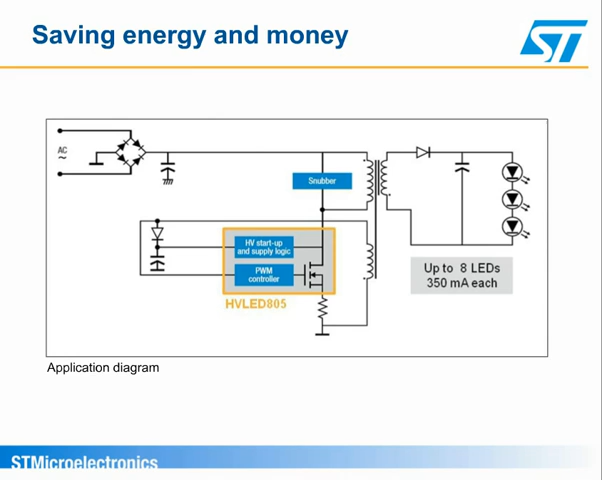 Saving energy and money
ST
AC
~
Snubber
HV start-up
and supply logic
PWM
controller
HVLED805
Up to 8 LEDs
350 mA each
Application diagram
STMicroelectronics